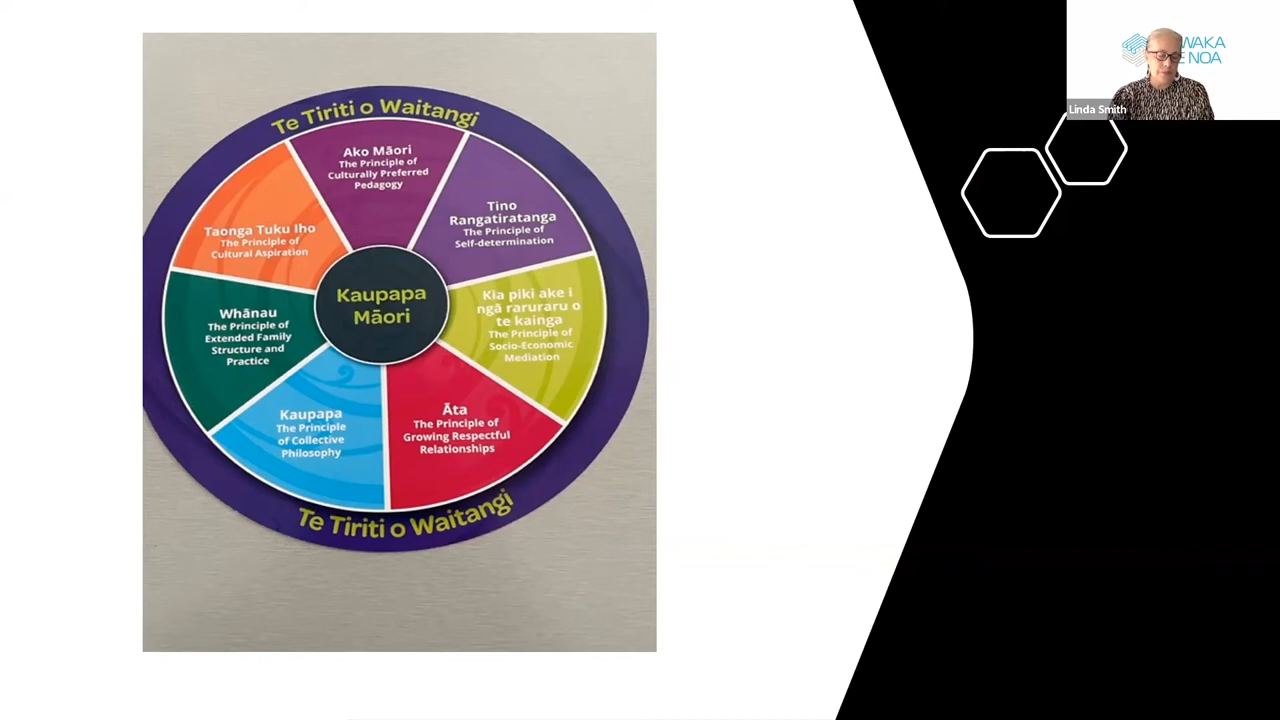 Te Tiriti o Waitangi
Ako Māori
The Principle of
Culturally Preferred
Pedagogy
Tino
Rangatiratanga
The Principle of
Self-determination
Kia piki ake i
ngā raruraru o
te kainga
The Principle of
Socio-Economic
Mediation
Āta
The Principle of
Growing Respectful
Relationships
Kaupapa
The Principle
of Collective
Philosophy
Whānau
The Principle of
Extended Family
Structure and
Practice
Taonga Tuku Iho
The Principle of
Cultural Aspiration
Kaupapa
Māori
Te Tiriti o Waitangi
NOA
Linda Smith